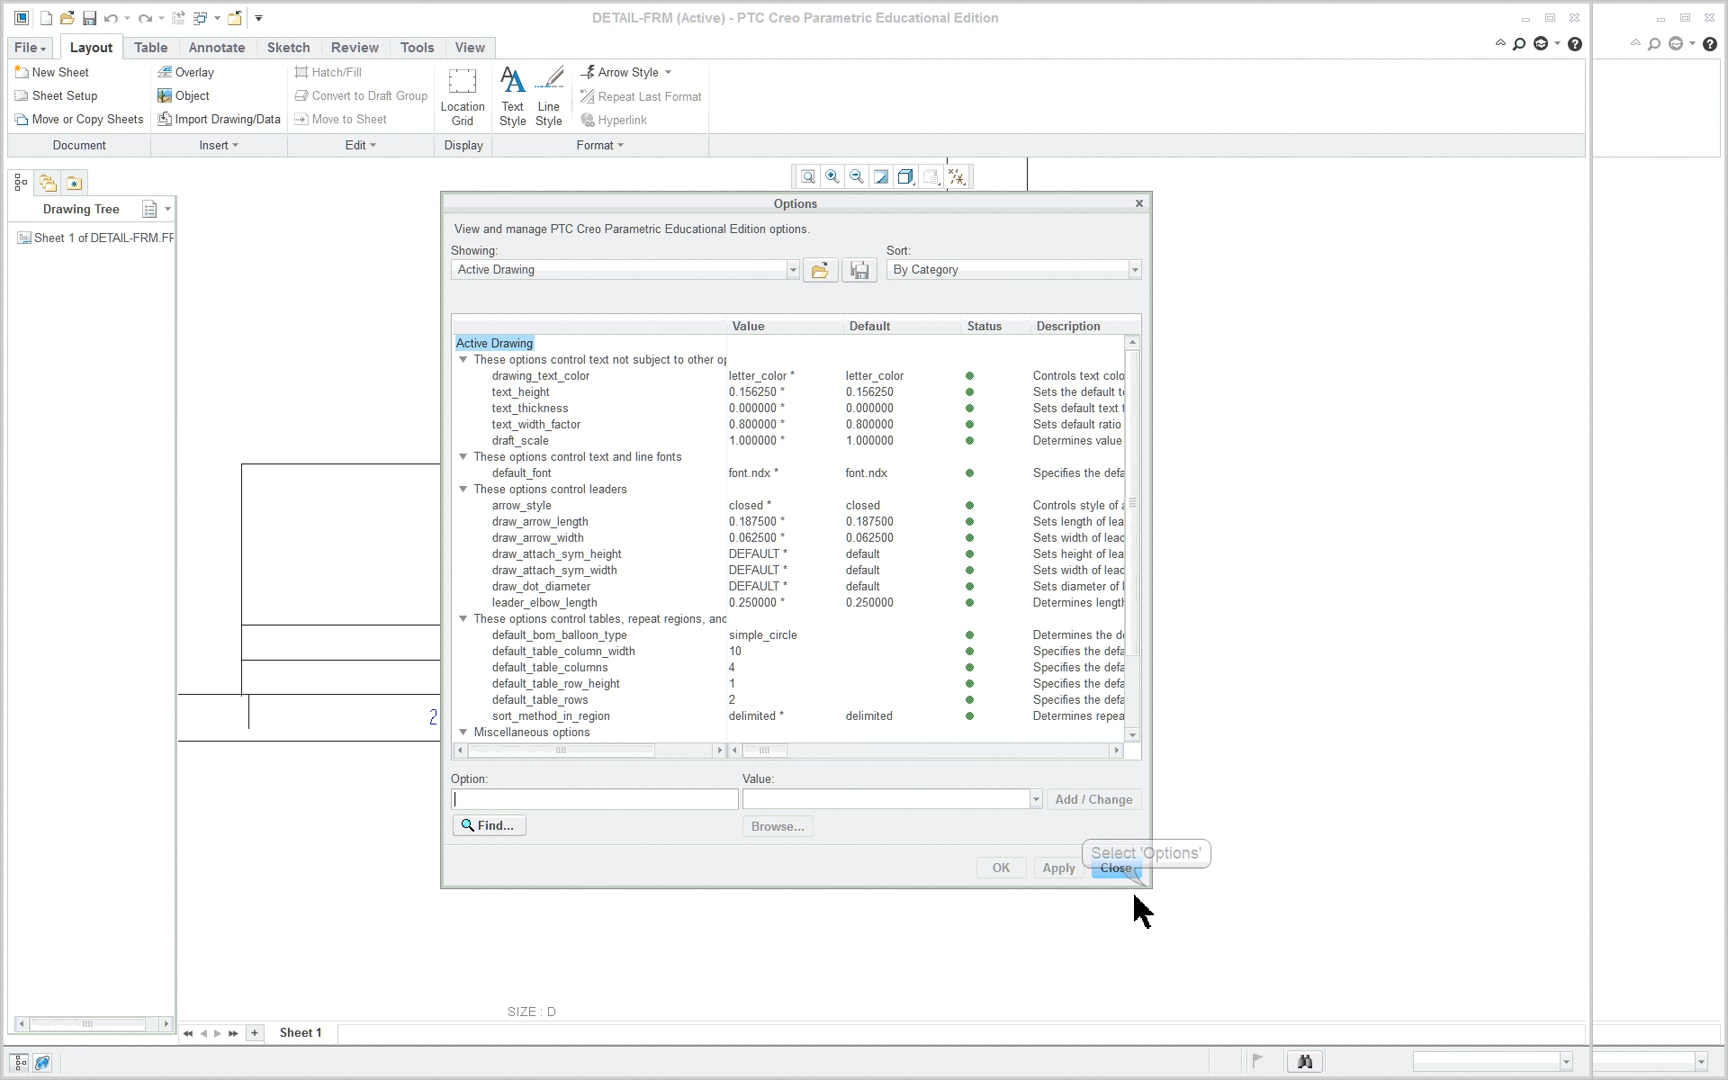 DETAIL-FRM (Active) - PTC Creo Parametric Educational Edition
File Layout Table Annotate Sketch Review Tools View
New Sheet
Sheet Setup
Move or Copy Sheets
Document
Overlay
Object
Import Drawing/Data
Insert
Hatch/Fill
Convert to Draft Group
Move to Sheet
Edit
Location
Grid
Display
Text
Style
Line
Style
Arrow Style
Repeat Last Format
Hyperlink
Format
Drawing Tree
Sheet 1 of DETAIL-FRM.FF
Options
View and manage PTC Creo Parametric Educational Edition options.
Showing: Sort:
Active Drawing By Category
Value Default Status Description
Active Drawing
These options control text not subject to other op
drawing_text_color letter_color * letter_color Controls text colo
text_height 0.156250 * 0.156250 Sets the default te
text_thickness 0.000000 * 0.000000 Sets default text t
text_width_factor 0.800000 * 0.800000 Sets default ratio
draft_scale 1.000000 * 1.000000 Determines value
These options control text and line fonts
default_font font.ndx * font.ndx Specifies the defa
These options control leaders
arrow_style closed * closed Controls style of a
draw_arrow_length 0.187500 * 0.187500 Sets length of lea
draw_arrow_width 0.062500 * 0.062500 Sets width of leac
draw_attach_sym_height DEFAULT * default Sets height of lea
draw_attach_sym_width DEFAULT * default Sets width of leac
draw_dot_diameter DEFAULT * default Sets diameter of l
leader_elbow_length 0.250000 * 0.250000 Determines length
These options control tables, repeat regions, anc
default_bom_balloon_type simple_circle Determines the de
default_table_column_width 10 Specifies the defa
default_table_columns 4 Specifies the defa
default_table_row_height 1 Specifies the defa
default_table_rows 2 Specifies the defa
sort_method_in_region delimited * delimited Determines repea
Miscellaneous options
Option: Value:
Add / Change
Find... Browse...
Select 'Options'
OK Apply Close
2
SIZE : D
Sheet 1